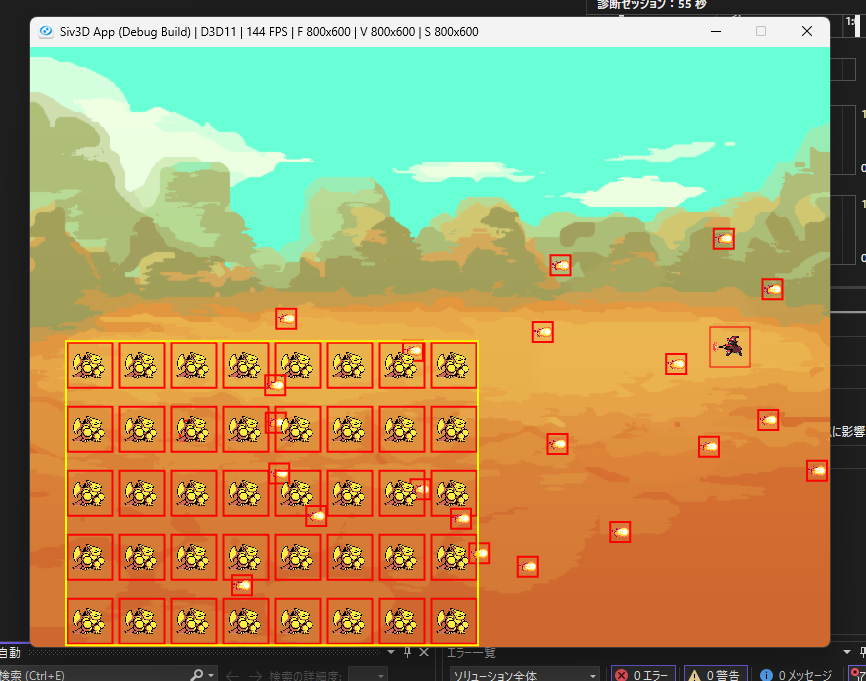 診断セッション：55 秒
Siv3D App (Debug Build) | D3D11 | 144 FPS | F 800x600 | V 800x600 | S 800x600
に影響
自動
エラー一覧
検索 (Ctrl+E)
検索の詳細度:
ソリューション全体
0 エラー
0 警告
0 メッセージ